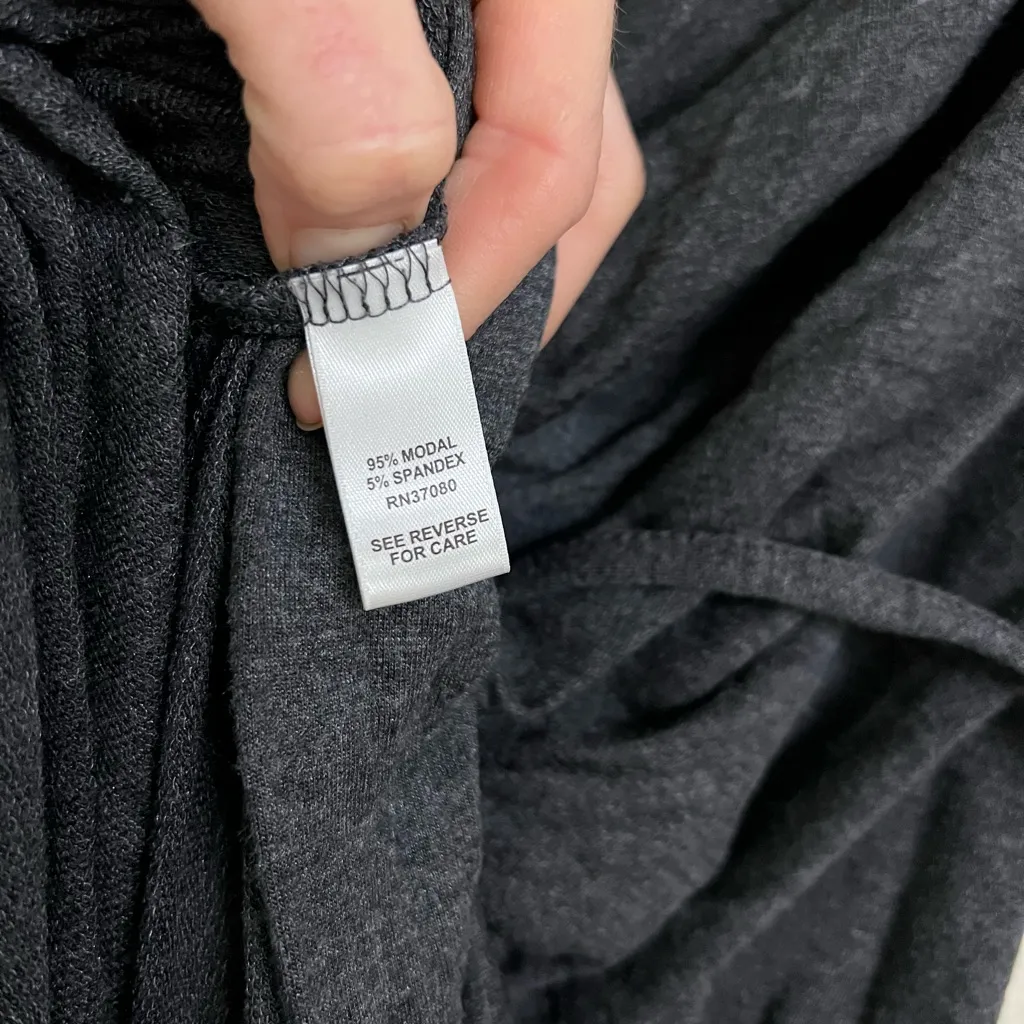 95% MODAL
5% SPANDEX
RN37080
SEE REVERSE
FOR CARE